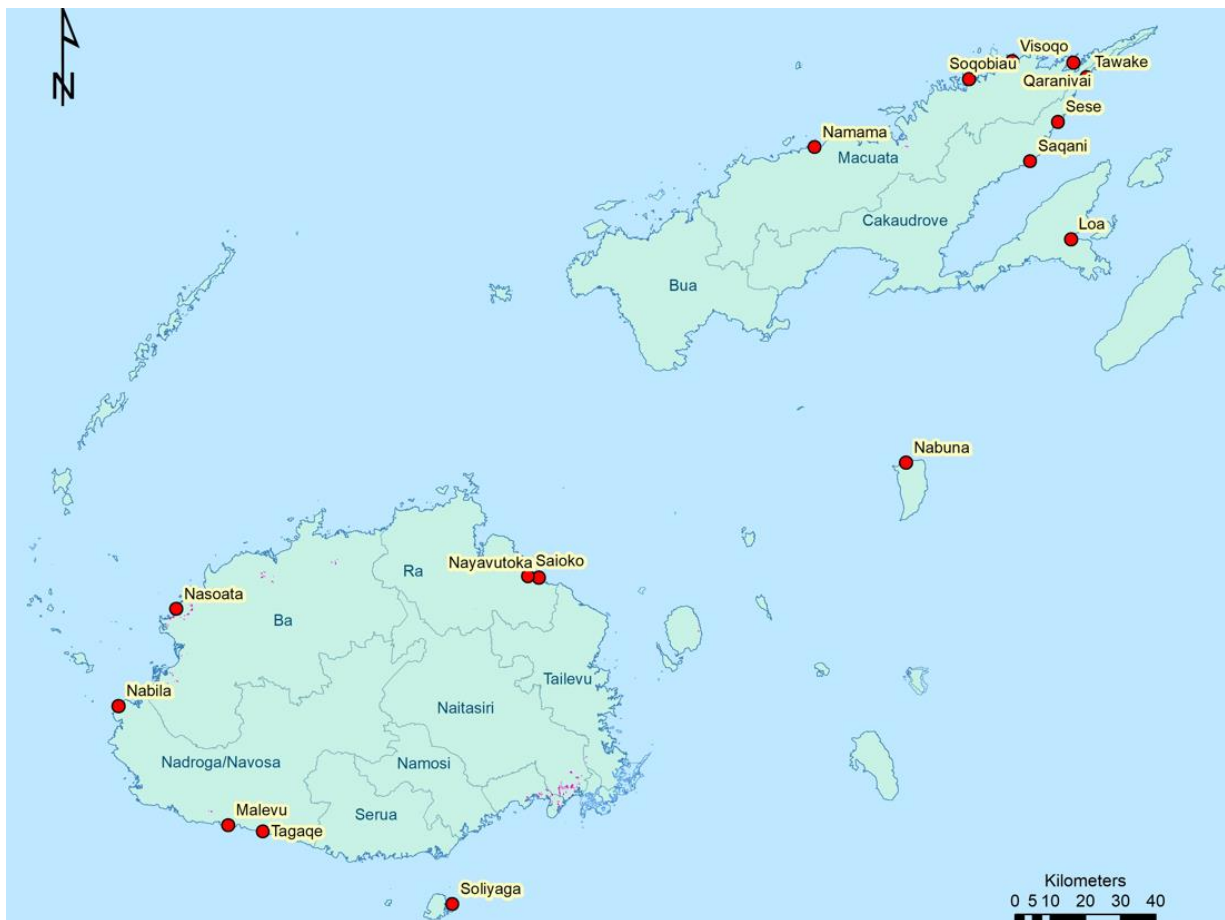 N
Visoqo
Soqobiau
Tawake
Qaranivai
Sese
Namama
Macuata
Saqani
Cakaudrove
Loa
Bua
Nabuna
Nayavutoka
Saioko
Ra
Nasoata
Ba
Tailevu
Nabila
Naitasiri
Nadroga/Navosa
Namosi
Malevu
Serua
Tagaqe
Soliyaga
Kilometers
0 5 10 20 30 40